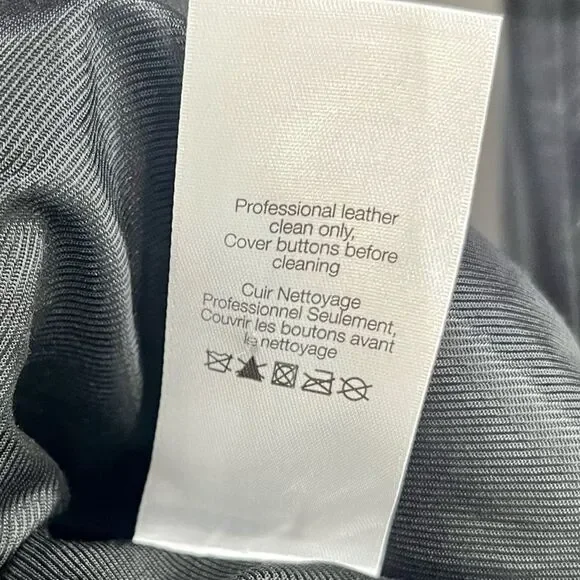 Professional leather
clean only,
Cover buttons before
cleaning
Cuir Nettoyage
Professionnel Seulement,
Couvrir les boutons avant
le nettoyage